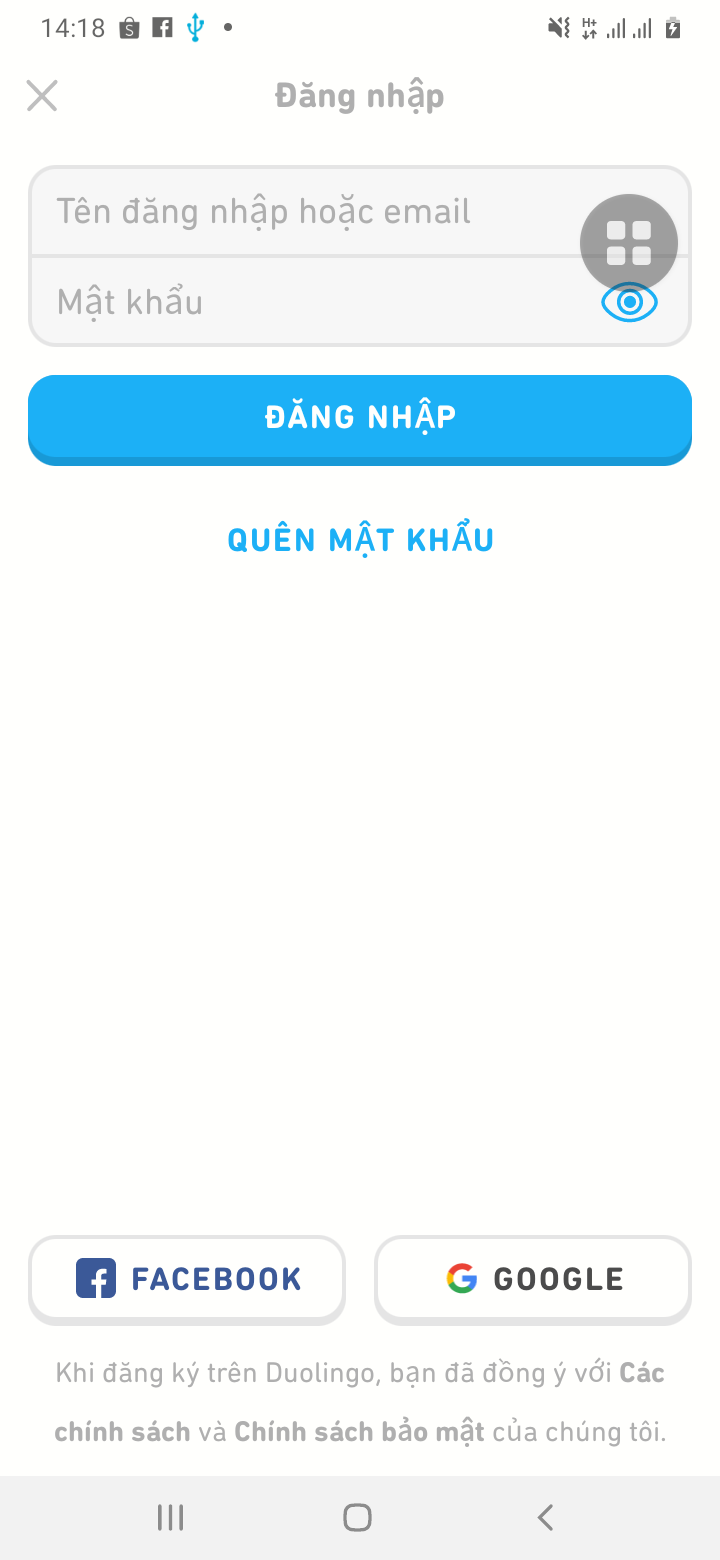 14:18
H+
Đăng nhập
Tên đăng nhập hoặc email
Mật khẩu
ĐĂNG NHẬP
QUÊN MẬT KHẨU
FACEBOOK
GOOGLE
Khi đăng ký trên Duolingo, bạn đã đồng ý với Các
chính sách và Chính sách bảo mật của chúng tôi.